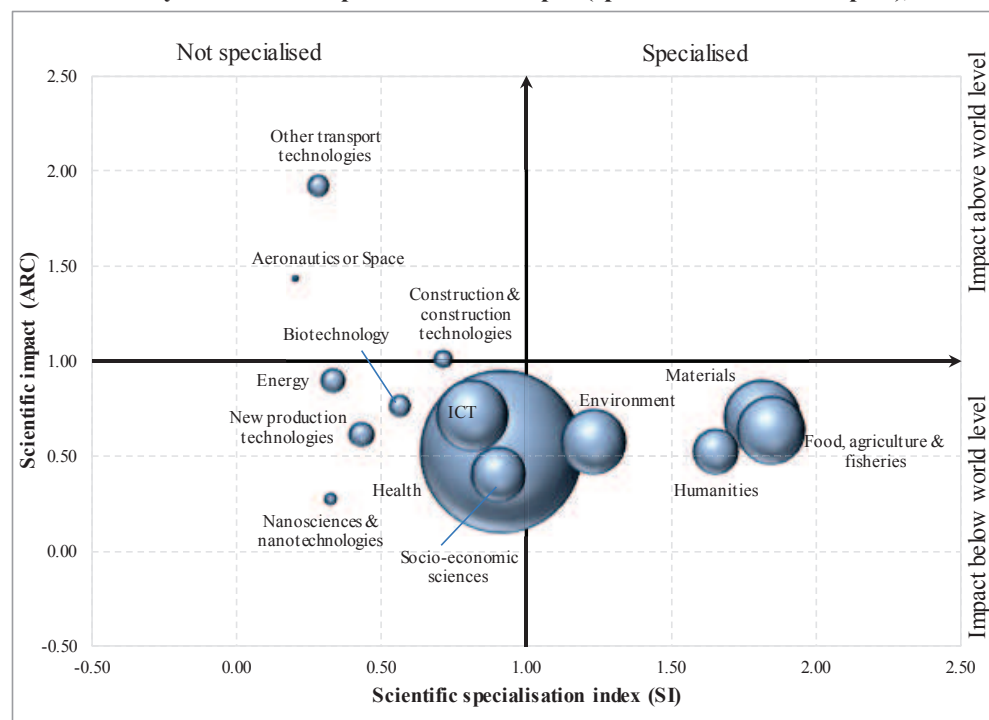 Not specialised
Specialised
2.50
2.00
1.50
1.00
0.50
0.00
-0.50
Scientific impact (ARC)
Other transport
technologies
Aeronautics or Space
Construction &
construction
technologies
Biotechnology
Energy
New production
technologies
Nanosciences &
nanotechnologies
ICT
Health
Socio-economic
sciences
Environment
Materials
Food, agriculture &
fisheries
Humanities
Impact above world level
Impact below world level
-0.50
0.00
0.50
1.00
1.50
2.00
2.50
Scientific specialisation index (SI)